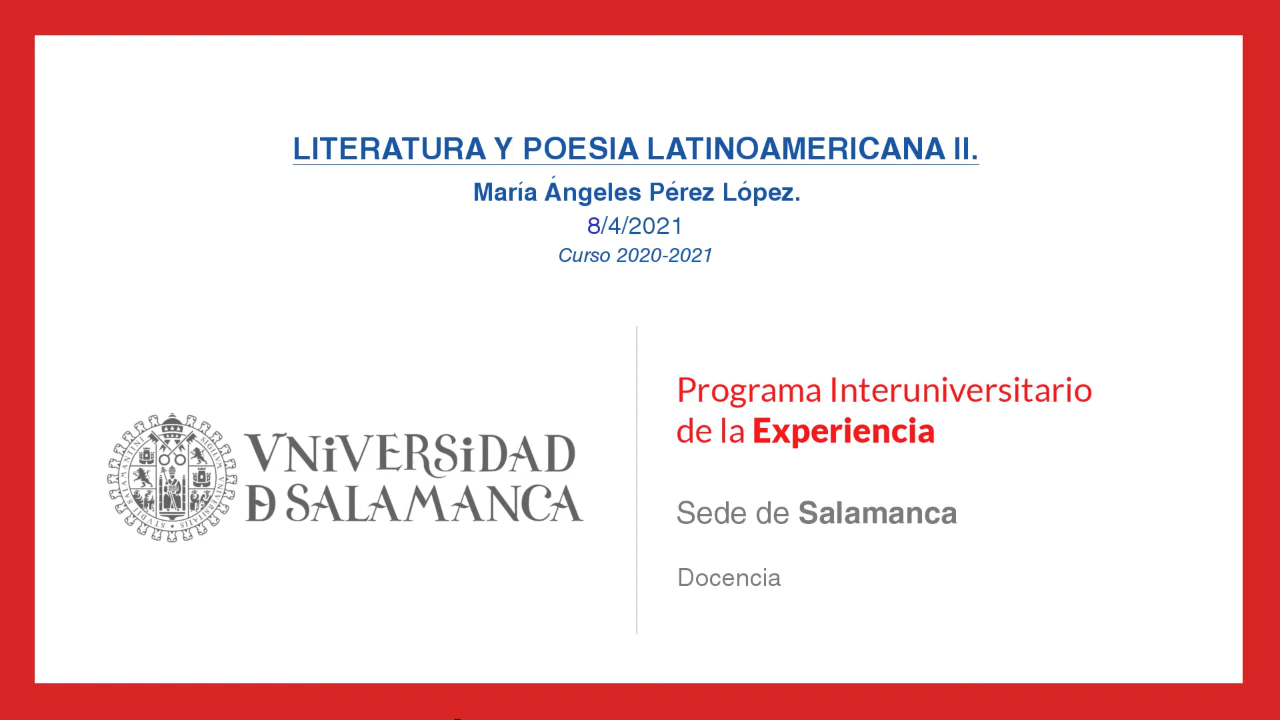 LITERATURA Y POESIA LATINOAMERICANA II.
María Ángeles Pérez López.
8/4/2021
Curso 2020-2021
Programa Interuniversitario
de la Experiencia
VNiVERSiDAD
D SALAMANCA
Sede de Salamanca
Docencia